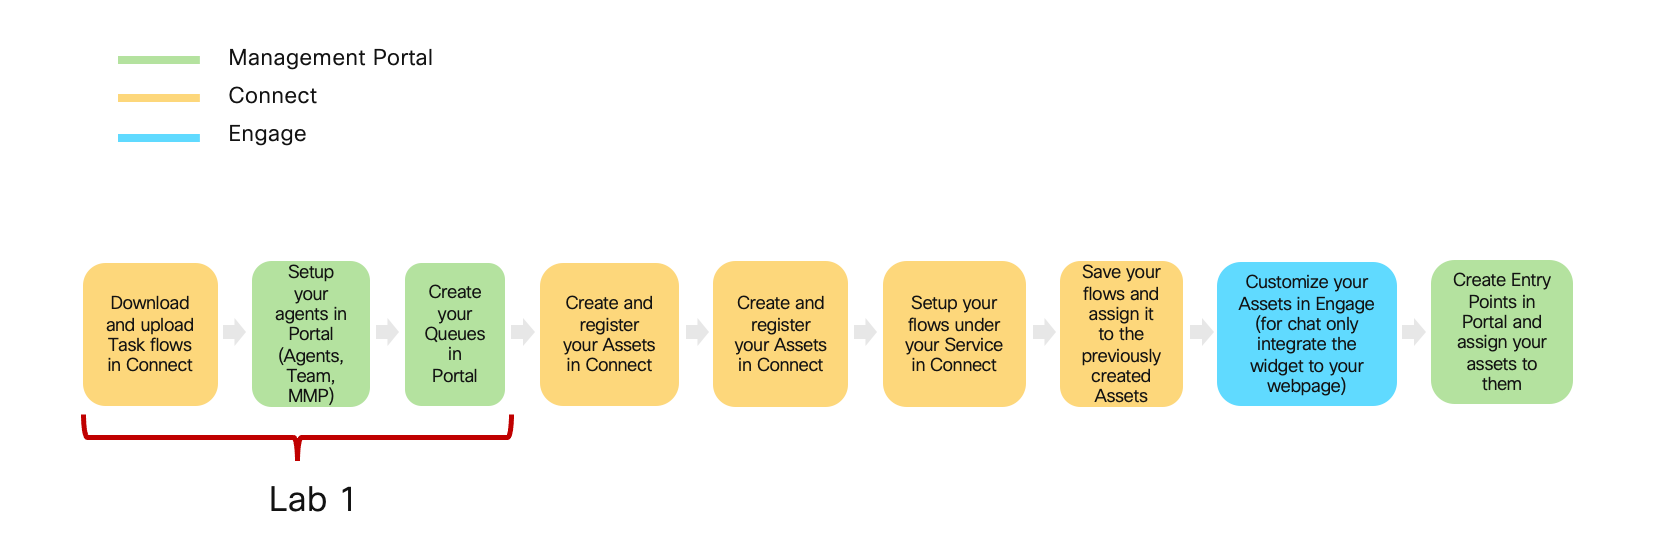 Management Portal
Connect
Engage
Download
and upload
Task flows
in Connect
Setup
your
agents in
Portal
(Agents,
Team,
MMP)
Create
your
Queues
in
Portal
Create and
register
your Assets
in Connect
Create and
register
your Assets
in Connect
Setup your
flows under
your Service
in Connect
Save your
flows and
assign it
to the
previously
created
Assets
Customize your
Assets in Engage
(for chat only
integrate the
widget to your
webpage)
Create Entry
Points in
Portal and
assign your
assets to
them
Lab 1